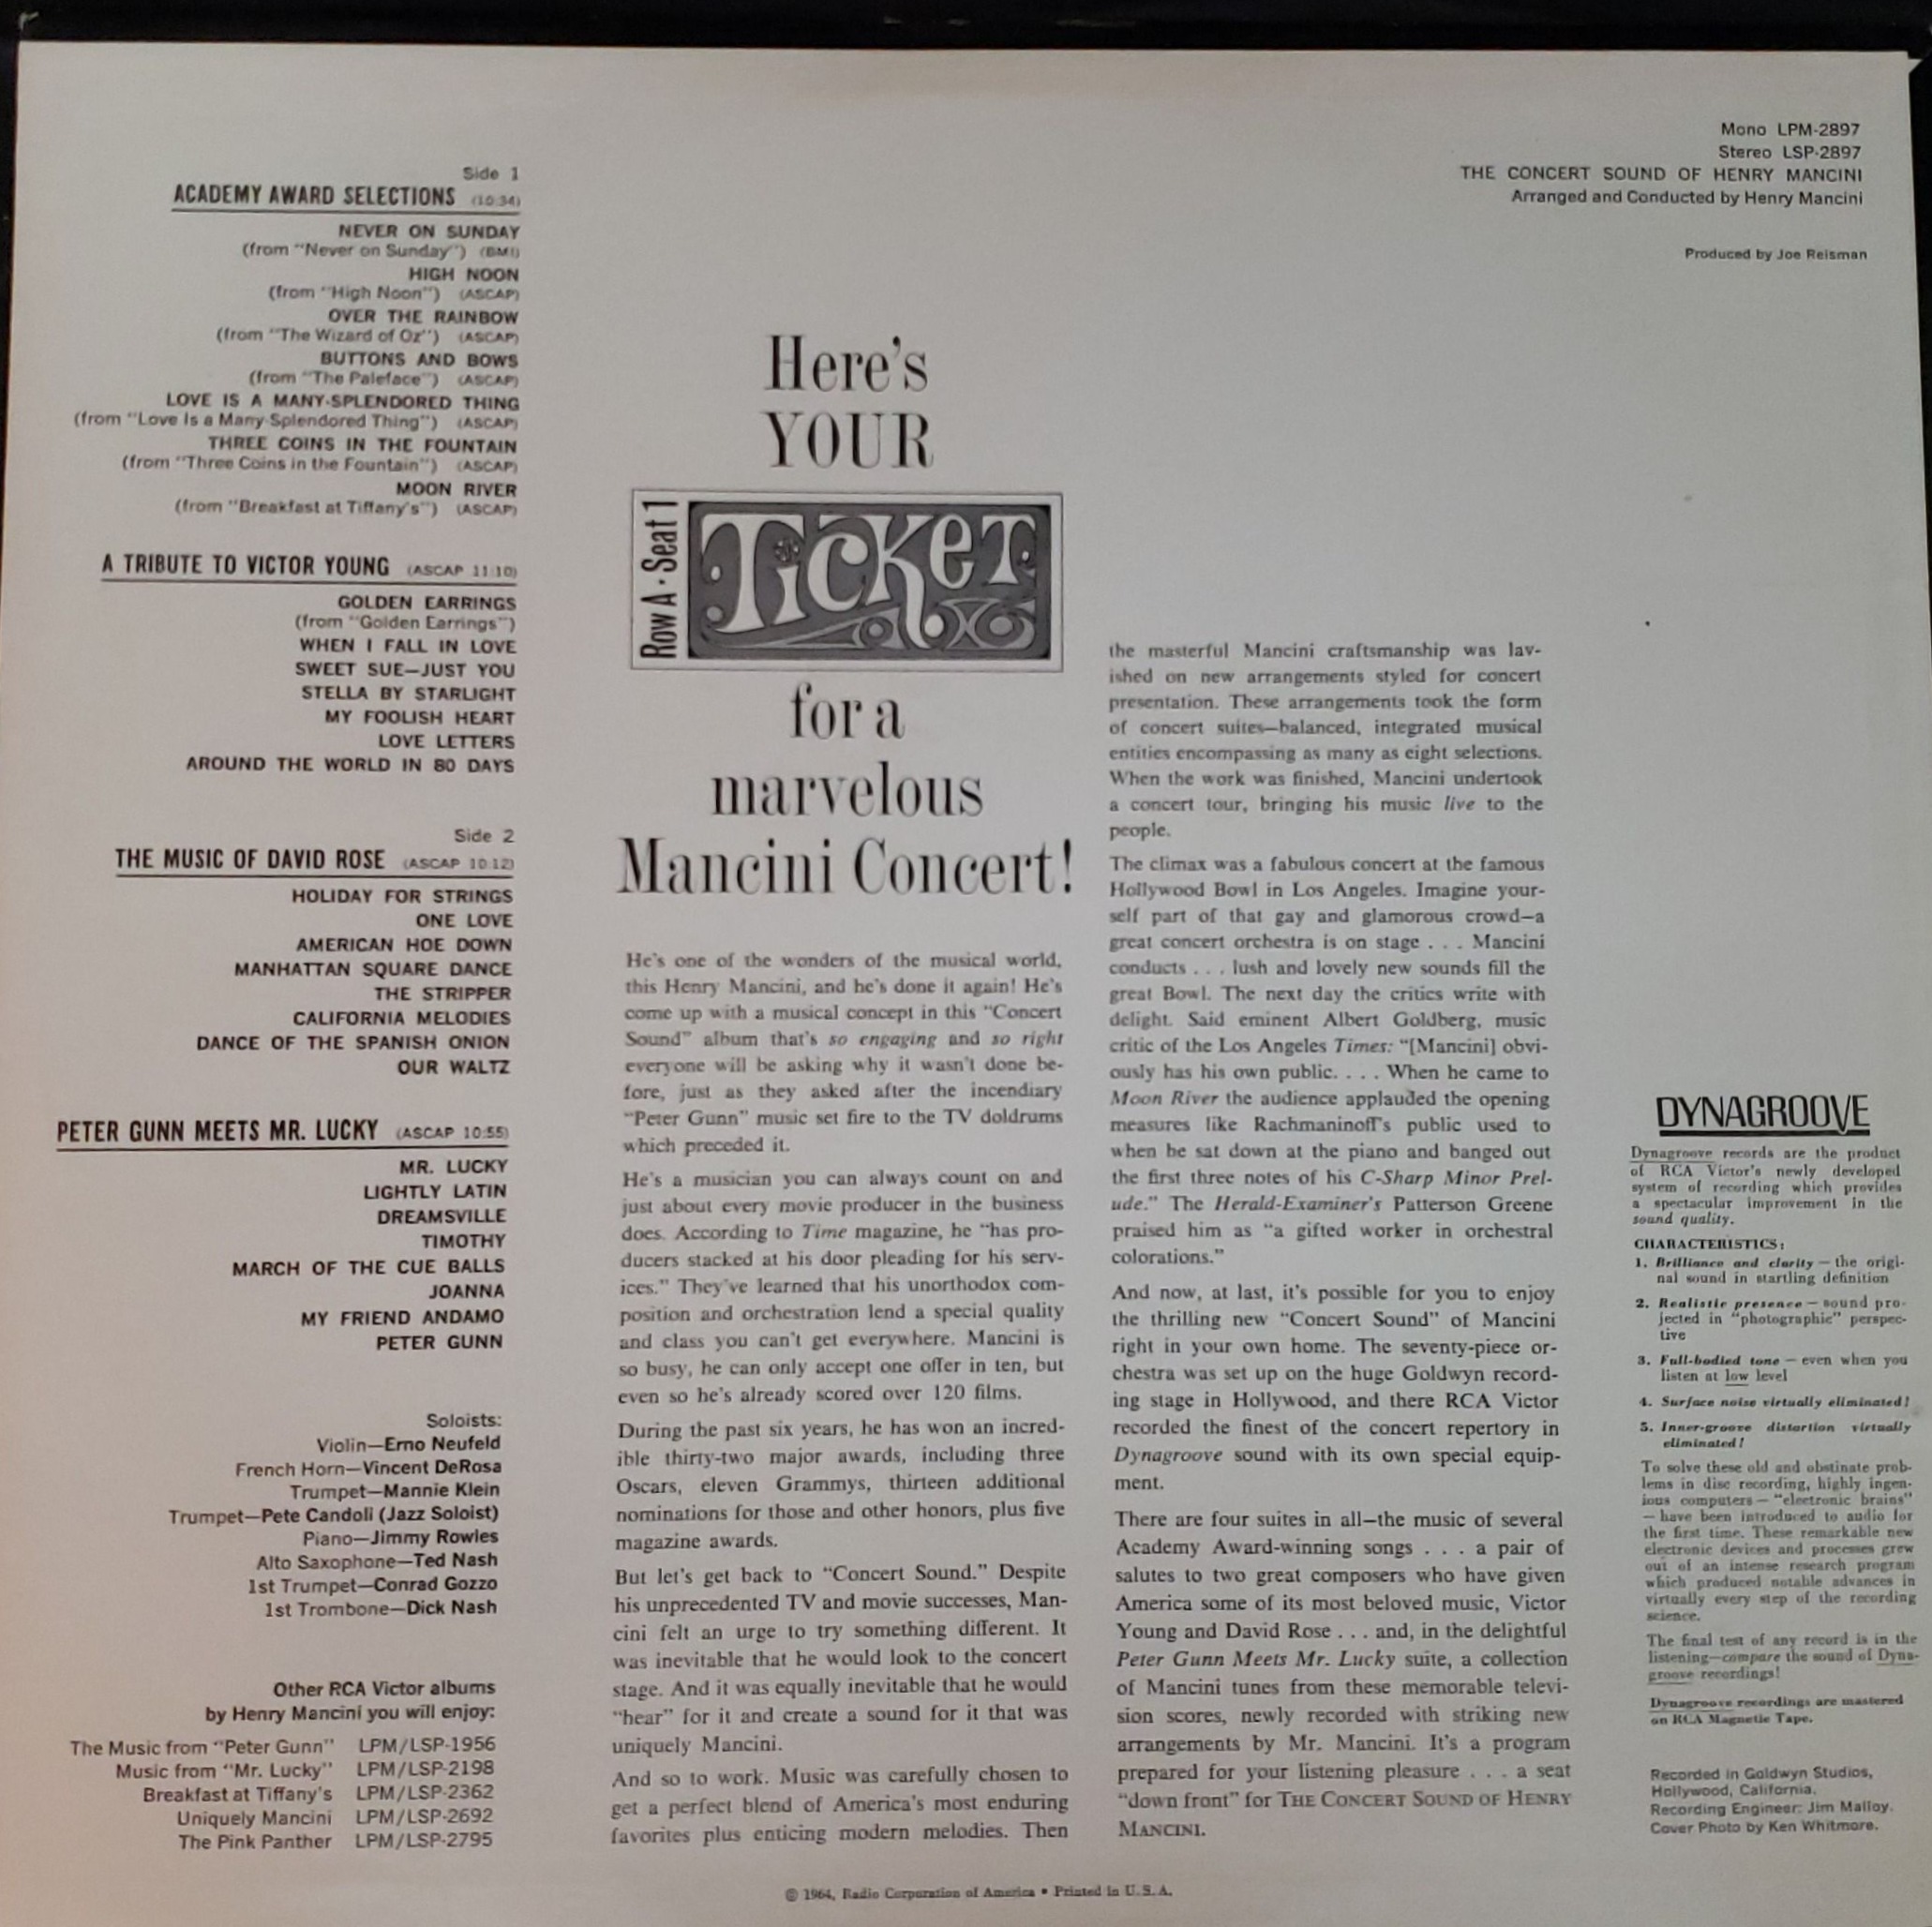 Side 1
ACADEMY AWARD SELECTIONS (10:34)
NEVER ON SUNDAY
(from "Never on Sunday") (BMI)
HIGH NOON
(from "High Noon") (ASCAP)
OVER THE RAINBOW
(from "The Wizard of Oz") (ASCAP)
BUTTONS AND BOWS
(from "The Paleface") (ASCAP)
LOVE IS A MANY-SPLENDORED THING
(from "Love Is a Many-Splendored Thing") (ASCAP)
THREE COINS IN THE FOUNTAIN
(from "Three Coins in the Fountain") (ASCAP)
MOON RIVER
(from "Breakfast at Tiffany's") (ASCAP)
A TRIBUTE TO VICTOR YOUNG (ASCAP 11:10)
GOLDEN EARRINGS
(from "Golden Earrings")
WHEN I FALL IN LOVE
SWEET SUE—JUST YOU
STELLA BY STARLIGHT
MY FOOLISH HEART
LOVE LETTERS
AROUND THE WORLD IN 80 DAYS
Side 2
THE MUSIC OF DAVID ROSE (ASCAP 10:12)
HOLIDAY FOR STRINGS
ONE LOVE
AMERICAN HOE DOWN
MANHATTAN SQUARE DANCE
THE STRIPPER
CALIFORNIA MELODIES
DANCE OF THE SPANISH ONION
OUR WALTZ
PETER GUNN MEETS MR. LUCKY (ASCAP 10:55)
MR. LUCKY
LIGHTLY LATIN
DREAMSVILLE
TIMOTHY
MARCH OF THE CUE BALLS
JOANNA
MY FRIEND ANDAMO
PETER GUNN
Soloists:
Violin—Erno Neufeld
French Horn—Vincent DeRosa
Trumpet—Mannie Klein
Trumpet—Pete Candoli (Jazz Soloist)
Piano—Jimmy Rowles
Alto Saxophone—Ted Nash
1st Trumpet—Conrad Gozzo
1st Trombone—Dick Nash
Other RCA Victor albums
by Henry Mancini you will enjoy:
The Music from "Peter Gunn" LPM/LSP-1956
Music from "Mr. Lucky" LPM/LSP-2198
Breakfast at Tiffany's LPM/LSP-2362
Uniquely Mancini LPM/LSP-2692
The Pink Panther LPM/LSP-2795
Here's
YOUR
Row A · Seat 1
TICKET
for a
marvelous
Mancini Concert!
He's one of the wonders of the musical world,
this Henry Mancini, and he's done it again! He's
come up with a musical concept in this "Concert
Sound" album that's so engaging and so right
everyone will be asking why it wasn't done be-
fore, just as they asked after the incendiary
"Peter Gunn" music set fire to the TV doldrums
which preceded it.
He's a musician you can always count on and
just about every movie producer in the business
does. According to Time magazine, he "has pro-
ducers stacked at his door pleading for his serv-
ices." They've learned that his unorthodox com-
position and orchestration lend a special quality
and class you can't get everywhere. Mancini is
so busy, he can only accept one offer in ten, but
even so he's already scored over 120 films.
During the past six years, he has won an incred-
ible thirty-two major awards, including three
Oscars, eleven Grammys, thirteen additional
nominations for those and other honors, plus five
magazine awards.
But let's get back to "Concert Sound." Despite
his unprecedented TV and movie successes, Man-
cini felt an urge to try something different. It
was inevitable that he would look to the concert
stage. And it was equally inevitable that he would
"hear" for it and create a sound for it that was
uniquely Mancini.
And so to work. Music was carefully chosen to
get a perfect blend of America's most enduring
favorites plus enticing modern melodies. Then
the masterful Mancini craftsmanship was lav-
ished on new arrangements styled for concert
presentation. These arrangements took the form
of concert suites—balanced, integrated musical
entities encompassing as many as eight selections.
When the work was finished, Mancini undertook
a concert tour, bringing his music live to the
people.
The climax was a fabulous concert at the famous
Hollywood Bowl in Los Angeles. Imagine your-
self part of that gay and glamorous crowd—a
great concert orchestra is on stage . . . Mancini
conducts . . . lush and lovely new sounds fill the
great Bowl. The next day the critics write with
delight. Said eminent Albert Goldberg, music
critic of the Los Angeles Times: "[Mancini] obvi-
ously has his own public. . . . When he came to
Moon River the audience applauded the opening
measures like Rachmaninoff's public used to
when he sat down at the piano and banged out
the first three notes of his C-Sharp Minor Prel-
ude." The Herald-Examiner's Patterson Greene
praised him as "a gifted worker in orchestral
colorations."
And now, at last, it's possible for you to enjoy
the thrilling new "Concert Sound" of Mancini
right in your own home. The seventy-piece or-
chestra was set up on the huge Goldwyn record-
ing stage in Hollywood, and there RCA Victor
recorded the finest of the concert repertory in
Dynagroove sound with its own special equip-
ment.
There are four suites in all—the music of several
Academy Award-winning songs . . . a pair of
salutes to two great composers who have given
America some of its most beloved music, Victor
Young and David Rose . . . and, in the delightful
Peter Gunn Meets Mr. Lucky suite, a collection
of Mancini tunes from these memorable televi-
sion scores, newly recorded with striking new
arrangements by Mr. Mancini. It's a program
prepared for your listening pleasure . . . a seat
"down front" for THE CONCERT SOUND OF HENRY
MANCINI.
Mono LPM-2897
Stereo LSP-2897
THE CONCERT SOUND OF HENRY MANCINI
Arranged and Conducted by Henry Mancini
Produced by Joe Reisman
DYNAGROOVE
Dynagroove records are the product
of RCA Victor's newly developed
system of recording which provides
a spectacular improvement in the
sound quality.
CHARACTERISTICS:
1. Brilliance and clarity — the origi-
nal sound in startling definition
2. Realistic presence — sound pro-
jected in "photographic" perspec-
tive
3. Full-bodied tone — even when you
listen at low level
4. Surface noise virtually eliminated!
5. Inner-groove distortion virtually
eliminated!
To solve these old and obstinate prob-
lems in disc recording, highly ingen-
ious computers — "electronic brains"
— have been introduced to audio for
the first time. These remarkable new
electronic devices and processes grew
out of an intense research program
which produced notable advances in
virtually every step of the recording
science.
The final test of any record is in the
listening—compare the sound of Dyna-
groove recordings!
Dynagroove recordings are mastered
on RCA Magnetic Tape.
Recorded in Goldwyn Studios,
Hollywood, California.
Recording Engineer: Jim Malloy.
Cover Photo by Ken Whitmore.
© 1964, Radio Corporation of America • Printed in U.S.A.